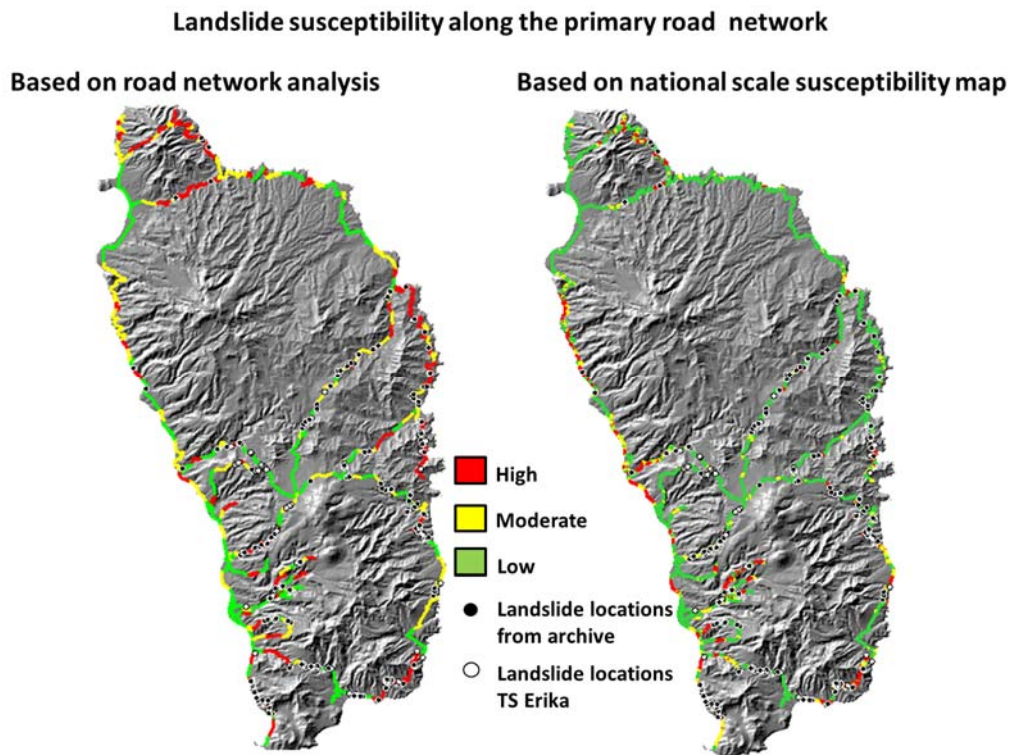 Landslide susceptibility along the primary road network
Based on road network analysis
Based on national scale susceptibility map
High
Moderate
Low
Landslide locations
from archive
Landslide locations
TS Erika